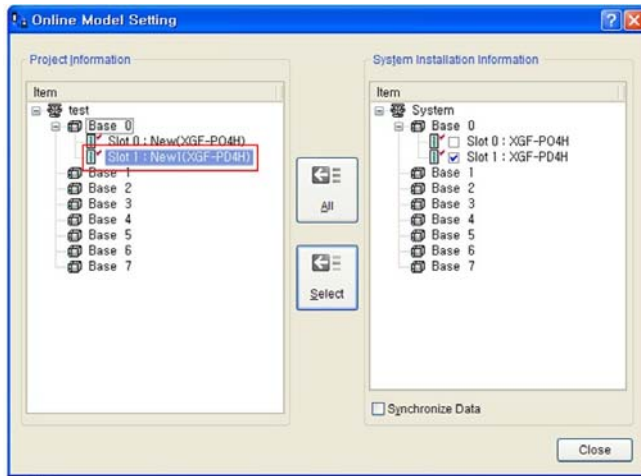 Online Model Setting
Project Information
Item
test
Base 0
Slot 0 : New(XGF-PO4H)
Slot 1 : New1(XGF-PD4H)
Base 1
Base 2
Base 3
Base 4
Base 5
Base 6
Base 7
All
Select
System Installation Information
Item
System
Base 0
Slot 0 : XGF-PO4H
Slot 1 : XGF-PD4H
Base 1
Base 2
Base 3
Base 4
Base 5
Base 6
Base 7
Synchronize Data
Close